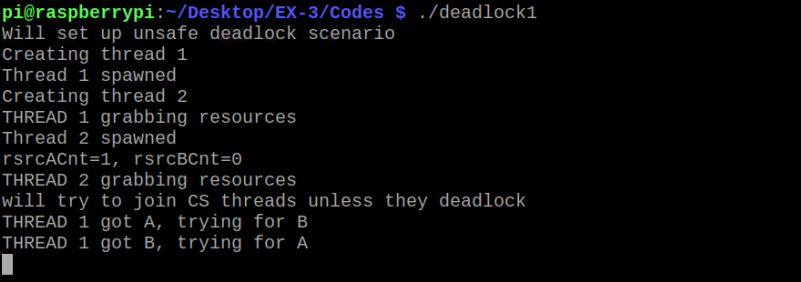 pi@raspberrypi:~/Desktop/EX-3/Codes $ ./deadlock1
Will set up unsafe deadlock scenario
Creating thread 1
Thread 1 spawned
Creating thread 2
THREAD 1 grabbing resources
Thread 2 spawned
rsrcACnt=1, rsrcBCnt=0
THREAD 2 grabbing resources
will try to join CS threads unless they deadlock
THREAD 1 got A, trying for B
THREAD 1 got B, trying for A